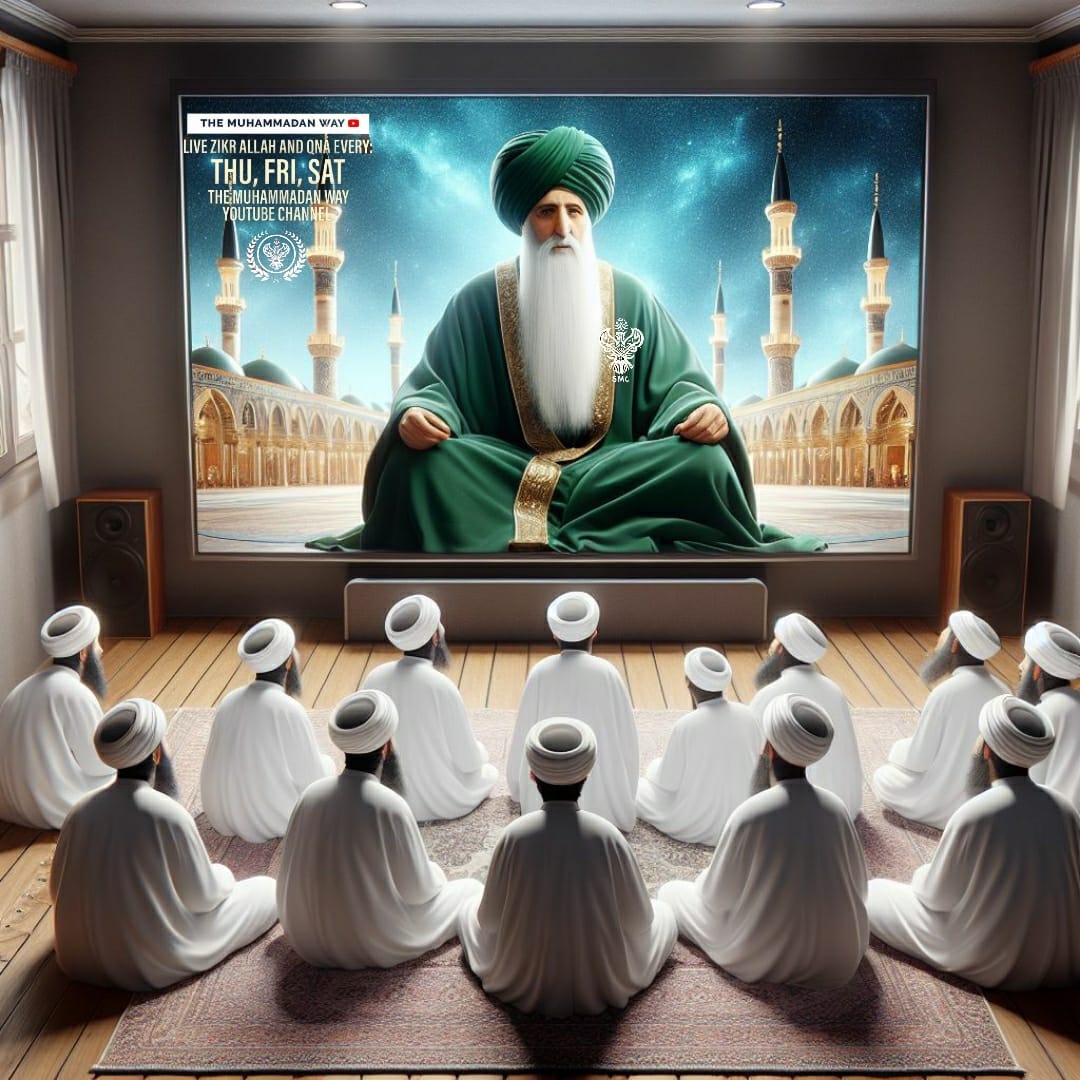 THE MUHAMMADAN WAY
LIVE ZIKR ALLAH AND QNA EVERY:
THU, FRI, SAT
THE MUHAMMADAN WAY
YOUTUBE CHANNEL
SMC